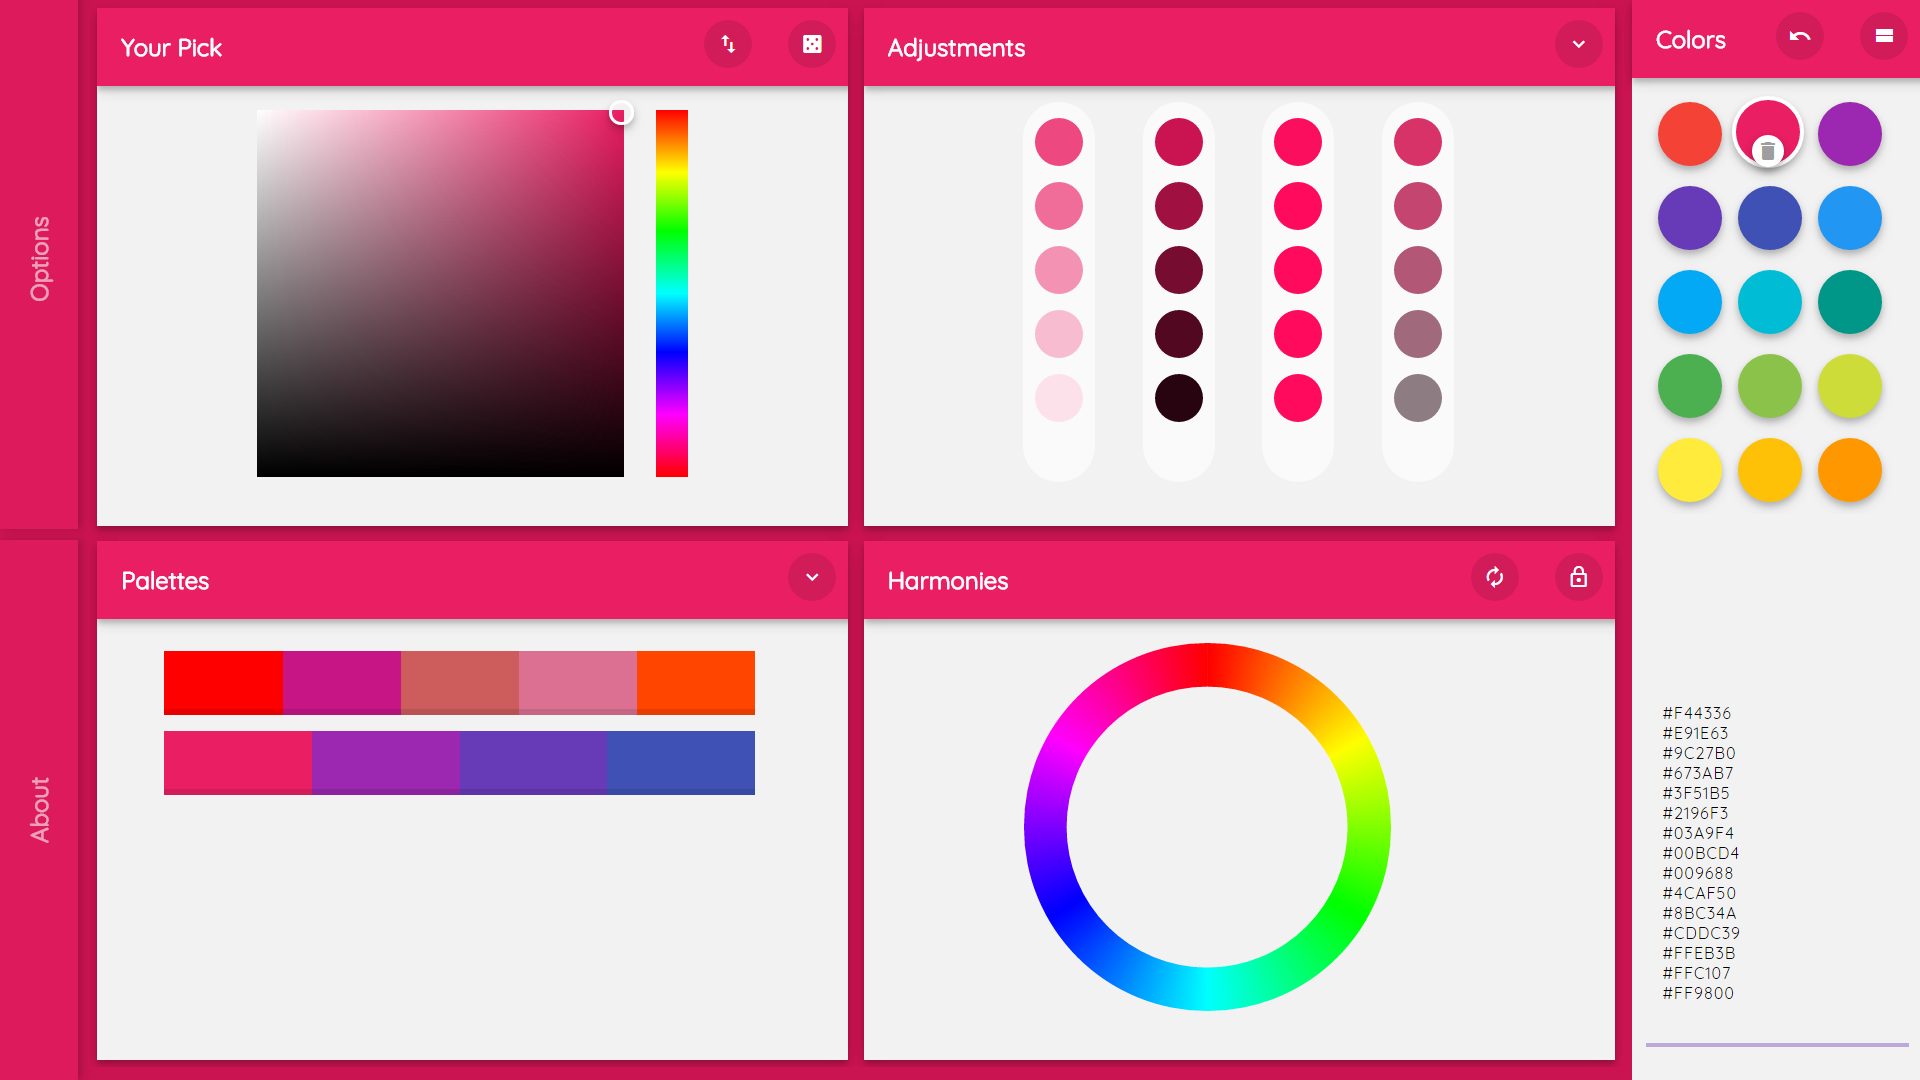 Options
About
Your Pick
Adjustments
Palettes
Harmonies
Colors
#F44336
#E91E63
#9C27B0
#673AB7
#3F51B5
#2196F3
#03A9F4
#00BCD4
#009688
#4CAF50
#8BC34A
#CDDC39
#FFEB3B
#FFC107
#FF9800